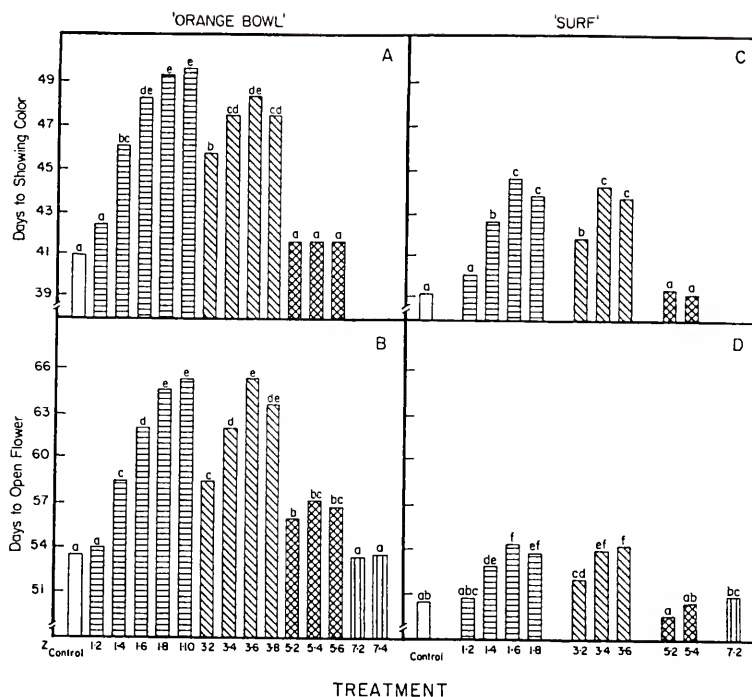 'ORANGE BOWL'
'SURF'
A
Days to Showing Color
49
47
45
43
41
39
a
a
bc
de
e
e
b
cd
de
cd
a
a
a
C
a
a
b
c
c
b
c
c
a
a
B
Days to Open Flower
66
63
60
57
54
51
a
a
c
d
e
e
c
d
e
de
b
bc
bc
a
a
D
ab
abc
de
f
ef
cd
ef
f
a
ab
bc
Z Control 1·2 1·4 1·6 1·8 1·10 3·2 3·4 3·6 3·8 5·2 5·4 5·6 7·2 7·4
Control 1·2 1·4 1·6 1·8 3·2 3·4 3·6 5·2 5·4 7·2
TREATMENT